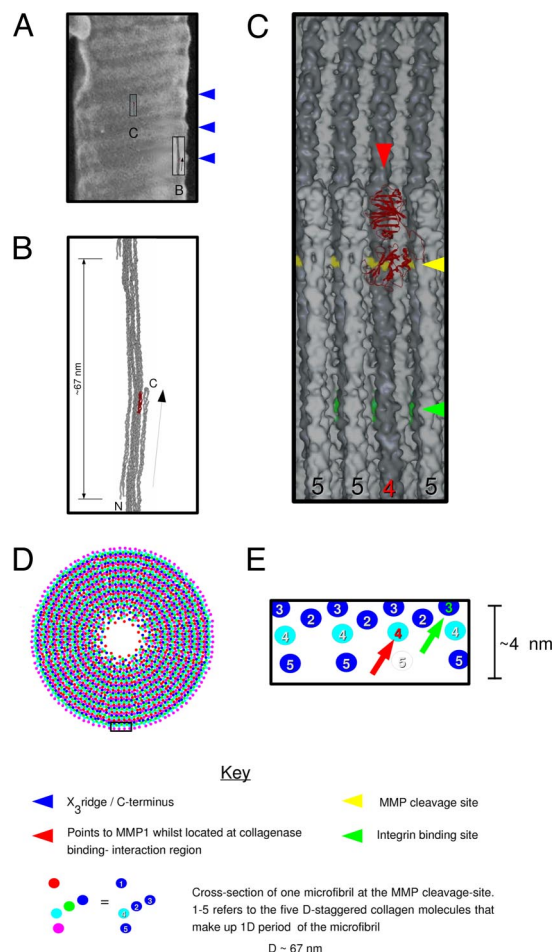 A
C
B
C
5 5 4 5
B
~67 nm
C
N
D
E
3 3 3 3
2 2
4 4 4 4
5 5 5 5
~4 nm
Key
X3ridge / C-terminus
MMP cleavage site
Points to MMP1 whilst located at collagenase
binding- interaction region
Integrin binding site
= 1 2 3 4 5
Cross-section of one microfibril at the MMP cleavage-site.
1-5 refers to the five D-staggered collagen molecules that
make up 1D period of the microfibril
D ~ 67 nm